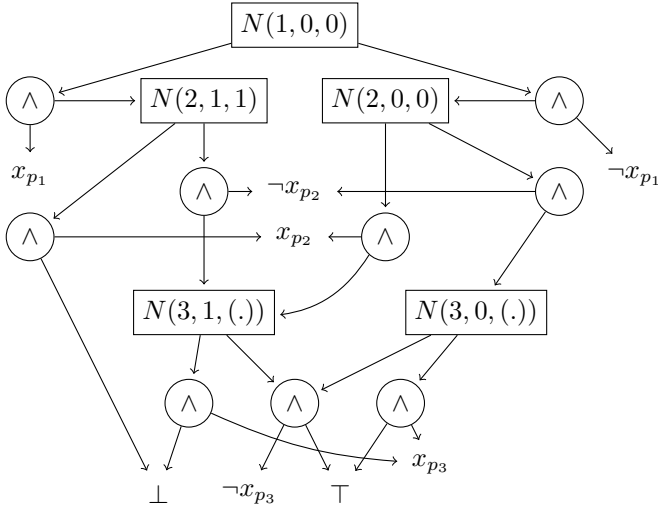 N(1, 0, 0)
∧ N(2, 1, 1) N(2, 0, 0) ∧
x_{p_1} ¬x_{p_1}
∧ ¬x_{p_2} ∧
∧ x_{p_2} ∧
N(3, 1, (.)) N(3, 0, (.))
∧ ∧ ∧
x_{p_3}
⊥ ¬x_{p_3} ⊤